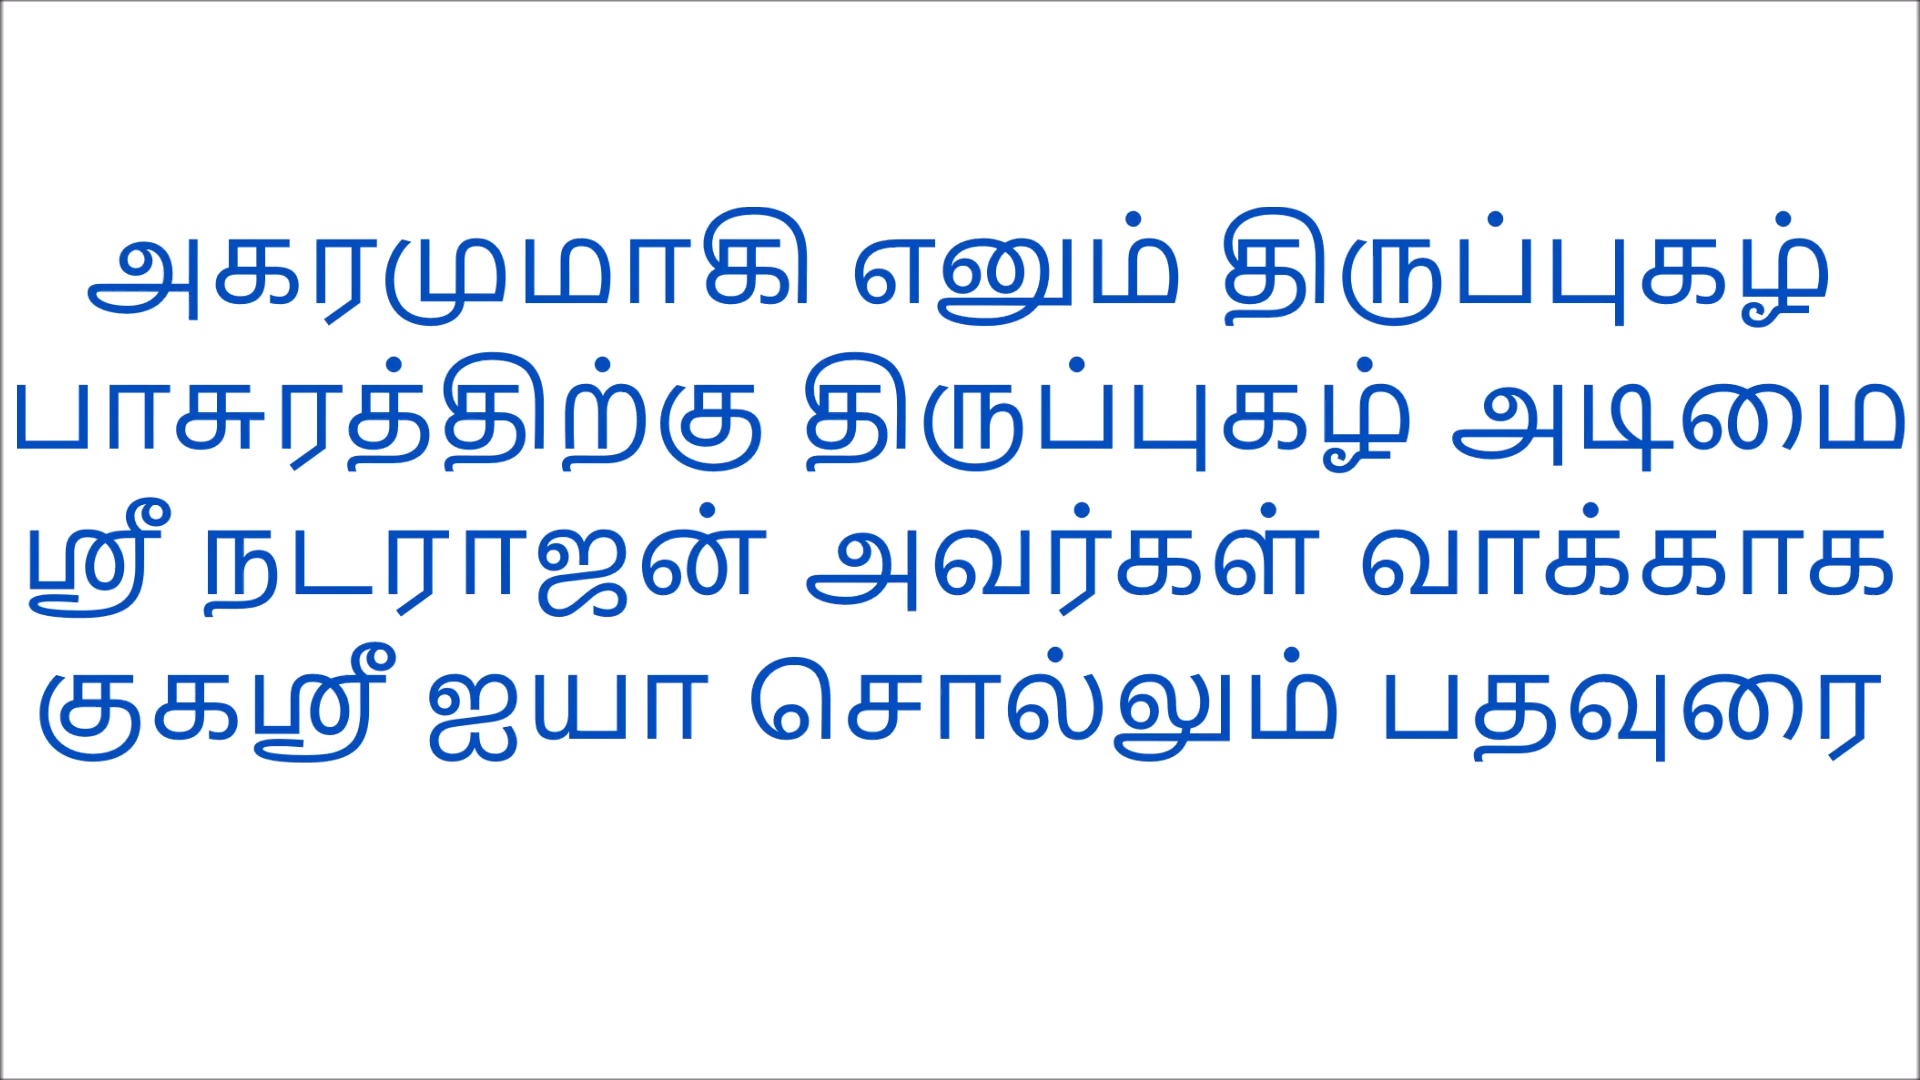 அகரமுமாகி எனும் திருப்புகழ்
பாசுரத்திற்கு திருப்புகழ் அடிமை
ஸ்ரீ நடராஜன் அவர்கள் வாக்காக
குகஸ்ரீ ஐயா சொல்லும் பதவுரை